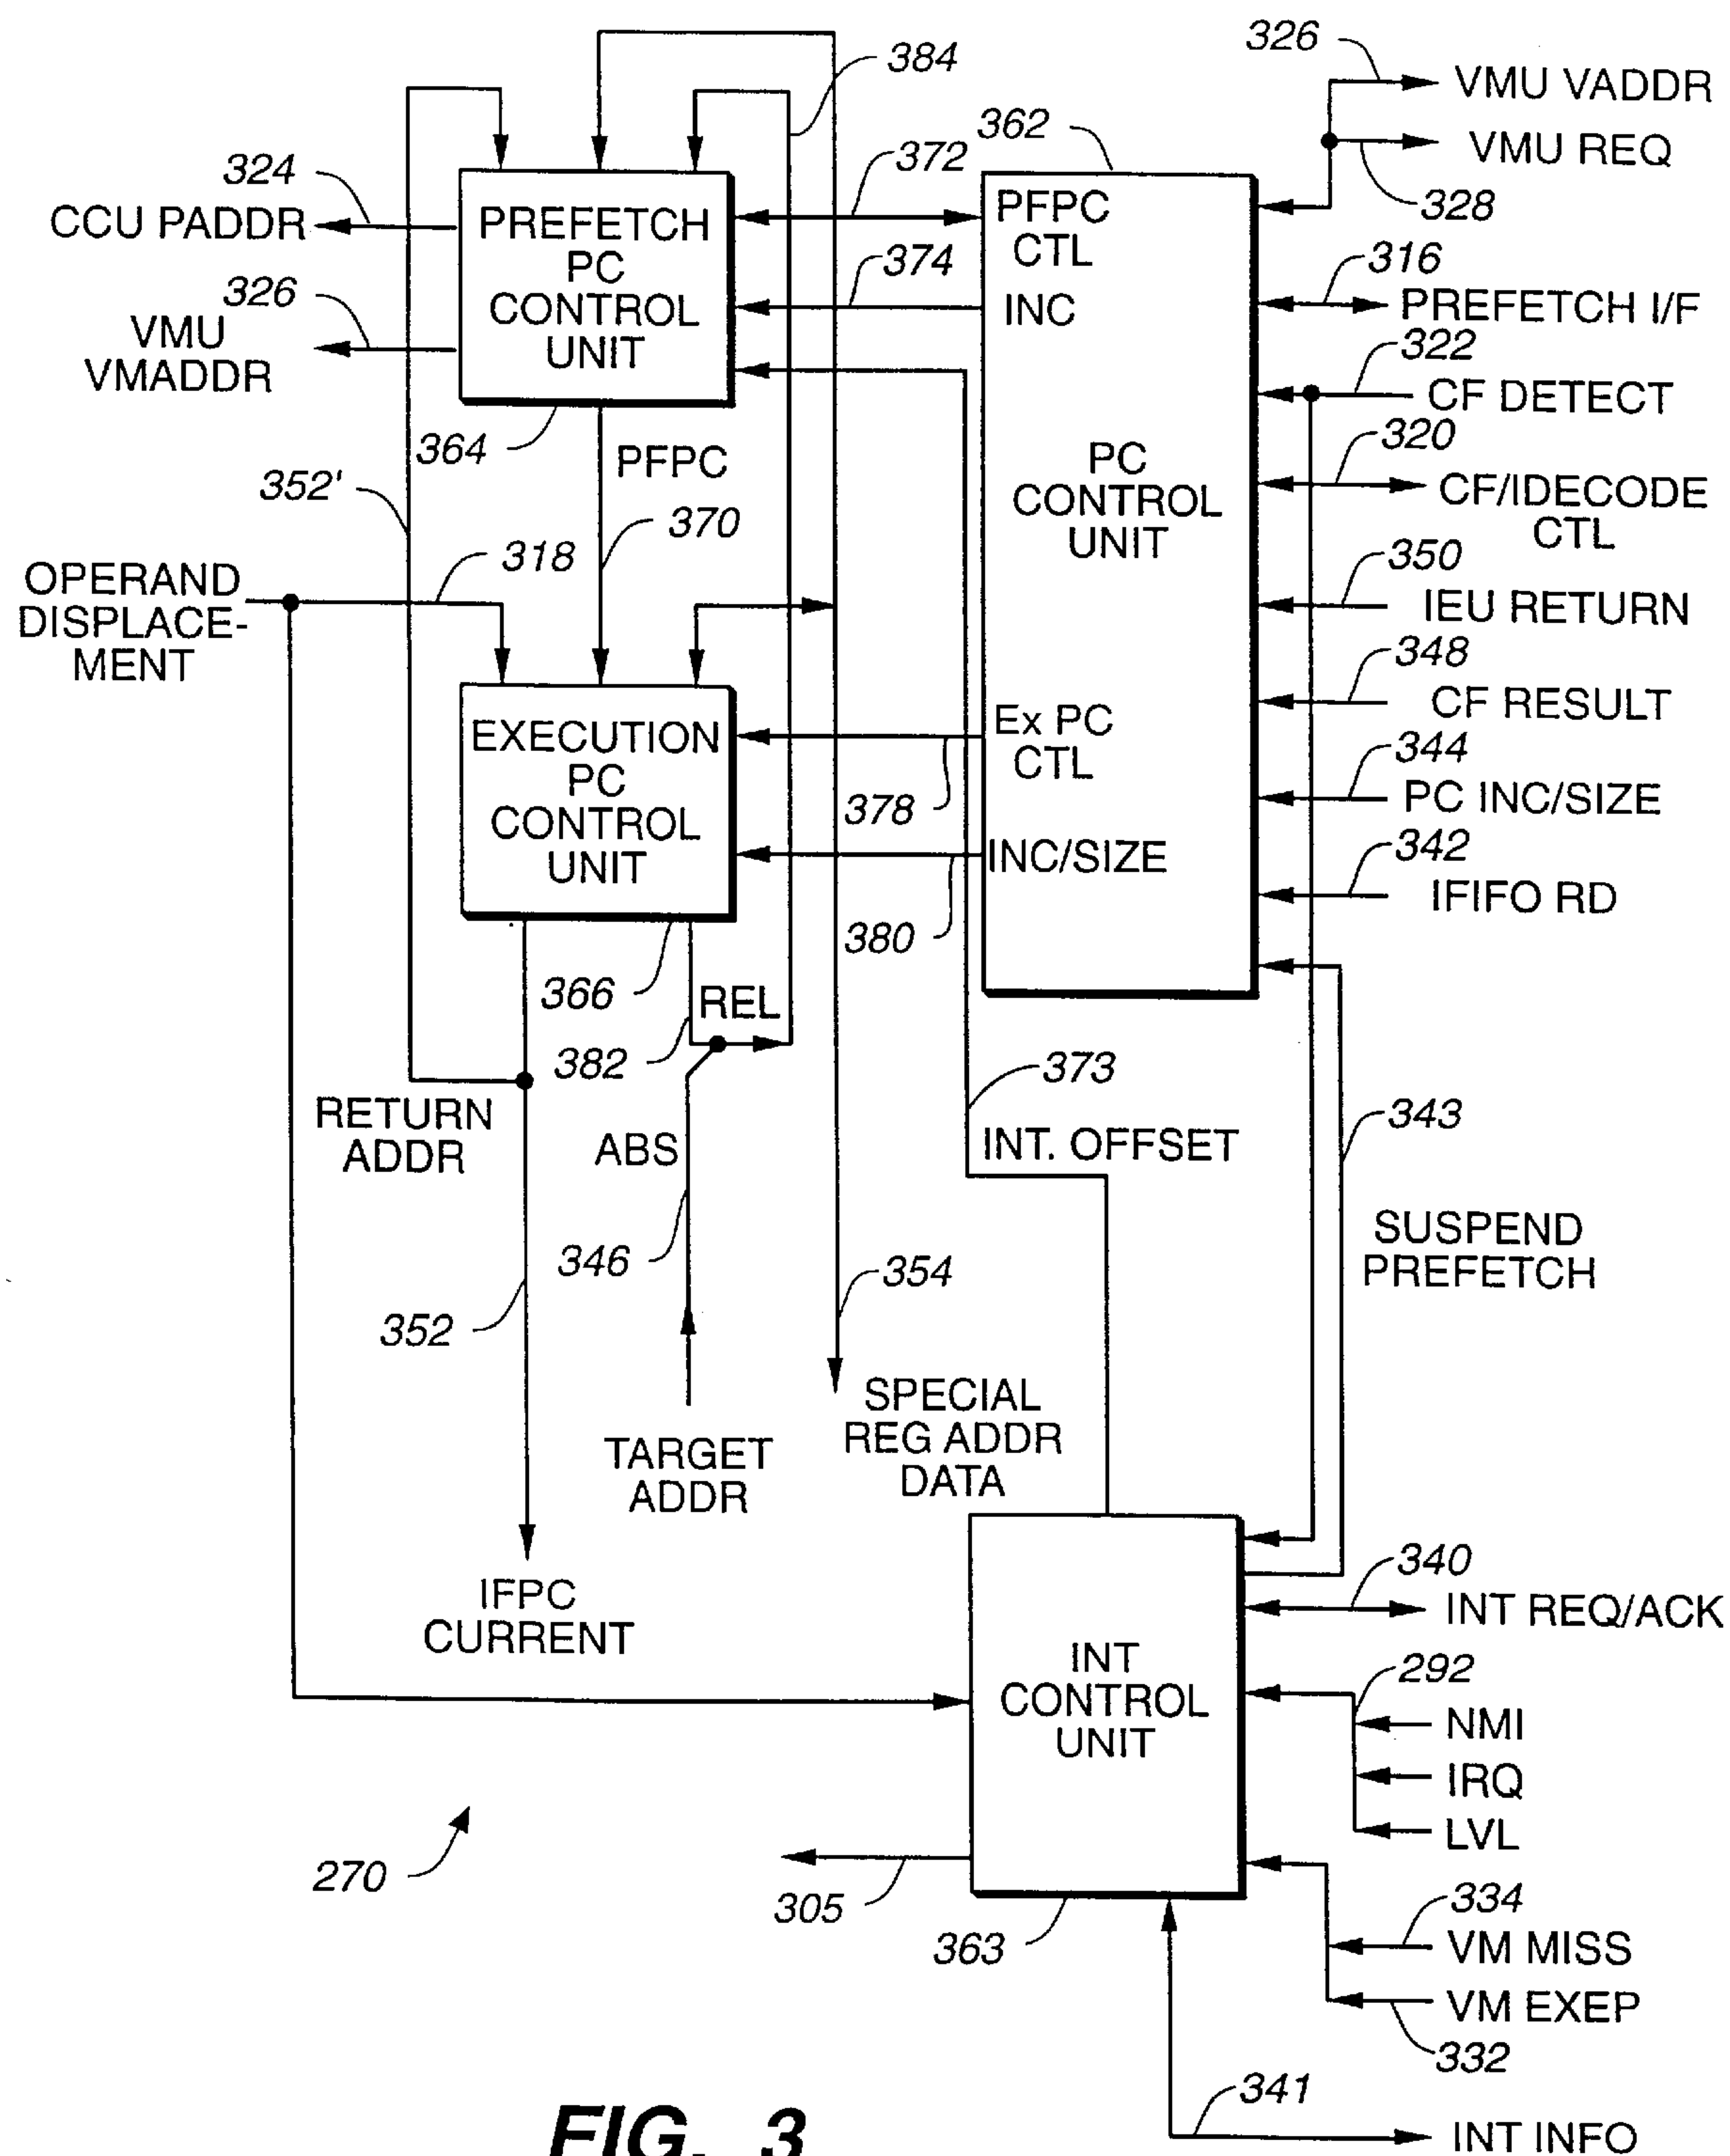 326
VMU VADDR
384
362
VMU REQ
372
324
328
CCU PADDR
PREFETCH
PC
CONTROL
UNIT
PFPC
CTL
374
316
326
INC
PREFETCH I/F
VMU
VMADDR
322
CF DETECT
364
PFPC
320
352'
PC
CONTROL
UNIT
CF/IDECODE
CTL
370
318
350
OPERAND
DISPLACE-
MENT
IEU RETURN
348
CF RESULT
EXECUTION
PC
CONTROL
UNIT
Ex PC
CTL
344
378
PC INC/SIZE
INC/SIZE
342
IFIFO RD
380
366
REL
382
373
RETURN
ADDR
343
ABS
INT. OFFSET
346
SUSPEND
PREFETCH
354
352
SPECIAL
REG ADDR
DATA
TARGET
ADDR
340
IFPC
CURRENT
INT REQ/ACK
INT
CONTROL
UNIT
292
NMI
IRQ
LVL
270
305
363
334
VM MISS
VM EXEP
332
341
INT INFO
FIG. 3